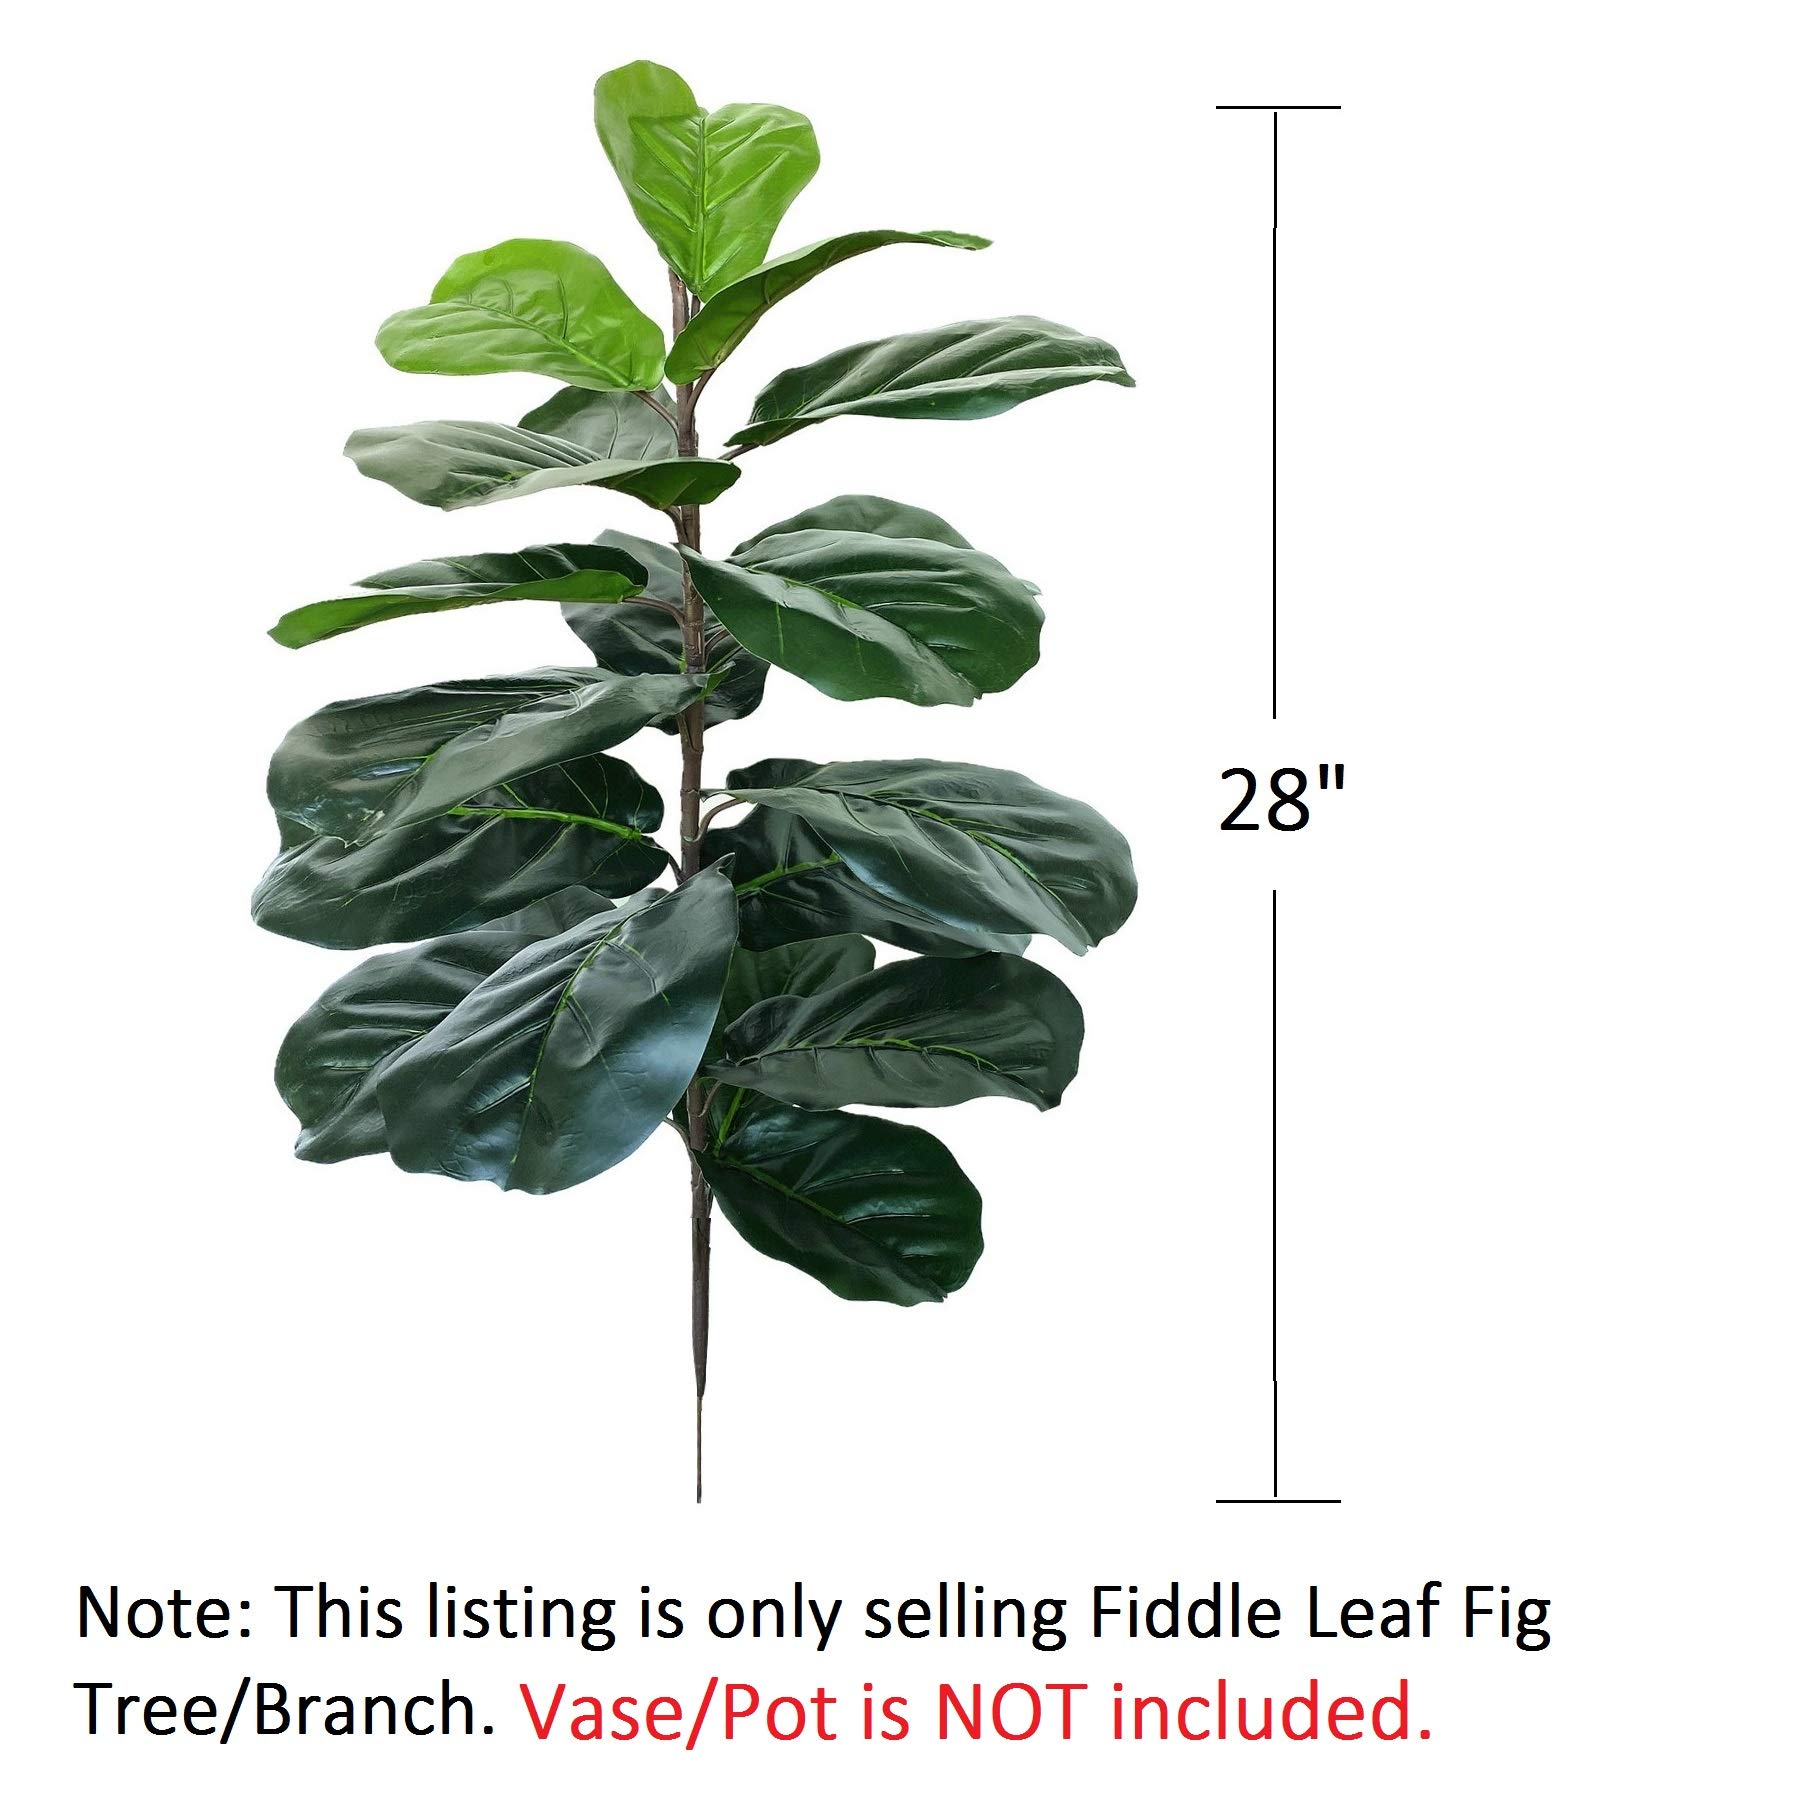 28"
Note: This listing is only selling Fiddle Leaf Fig
Tree/Branch. Vase/Pot is NOT included.